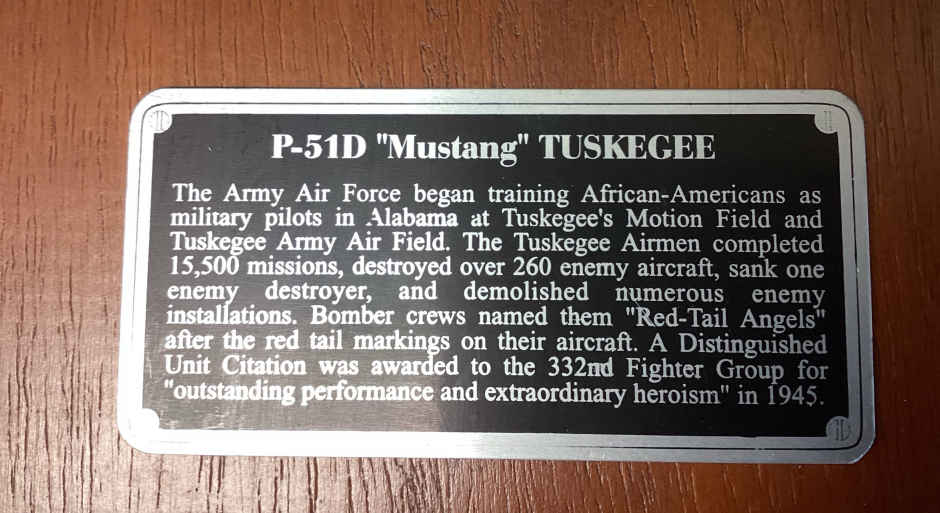 P-51D "Mustang" TUSKEGEE
The Army Air Force began training African-Americans as
military pilots in Alabama at Tuskegee's Motion Field and
Tuskegee Army Air Field. The Tuskegee Airmen completed
15,500 missions, destroyed over 260 enemy aircraft, sank one
enemy destroyer, and demolished numerous enemy
installations. Bomber crews named them "Red-Tail Angels"
after the red tail markings on their aircraft. A Distinguished
Unit Citation was awarded to the 332nd Fighter Group for
"outstanding performance and extraordinary heroism" in 1945.